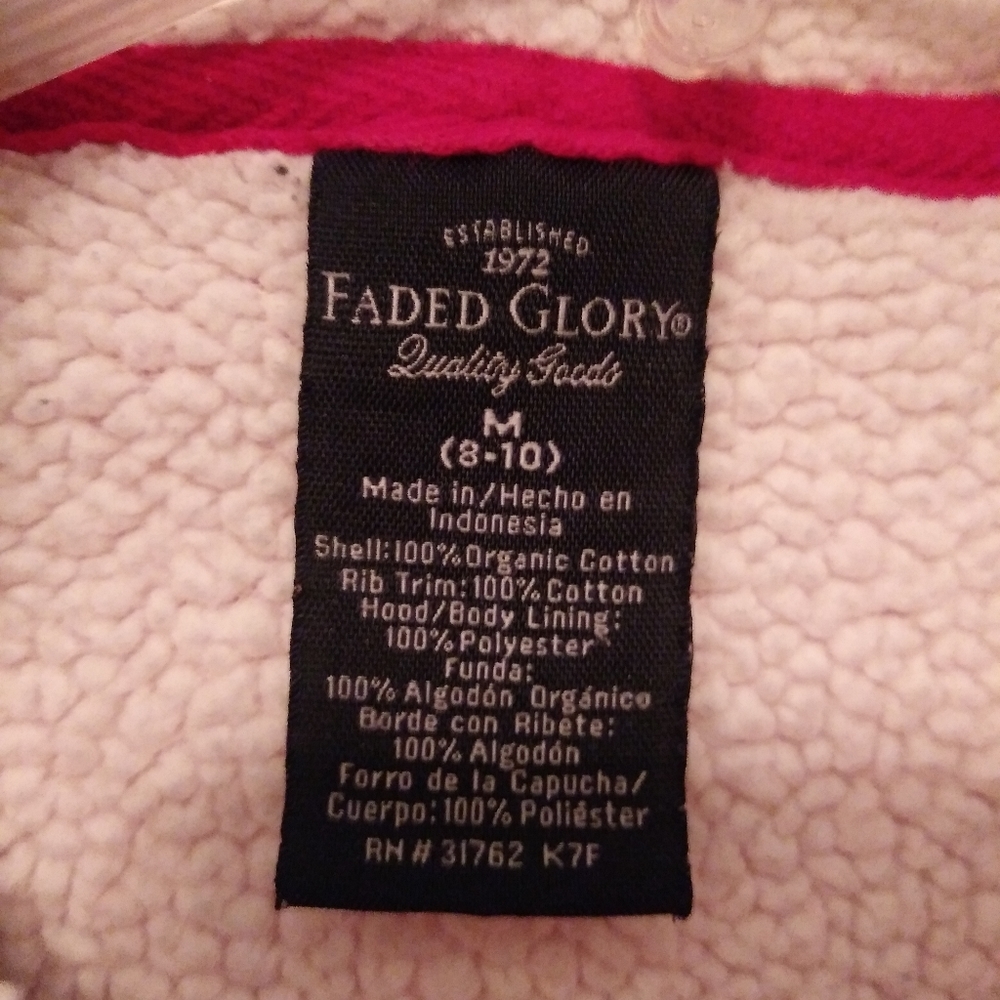 ESTABLISHED
1972
FADED GLORY®
Quality Goods
M
(8-10)
Made in/Hecho en
Indonesia
Shell:100% Organic Cotton
Rib Trim:100% Cotton
Hood/Body Lining:
100% Polyester
Funda:
100% Algodón Orgánico
Borde con Ribete:
100% Algodón
Forro de la Capucha/
Cuerpo:100% Poliéster
RN # 31762 K7F